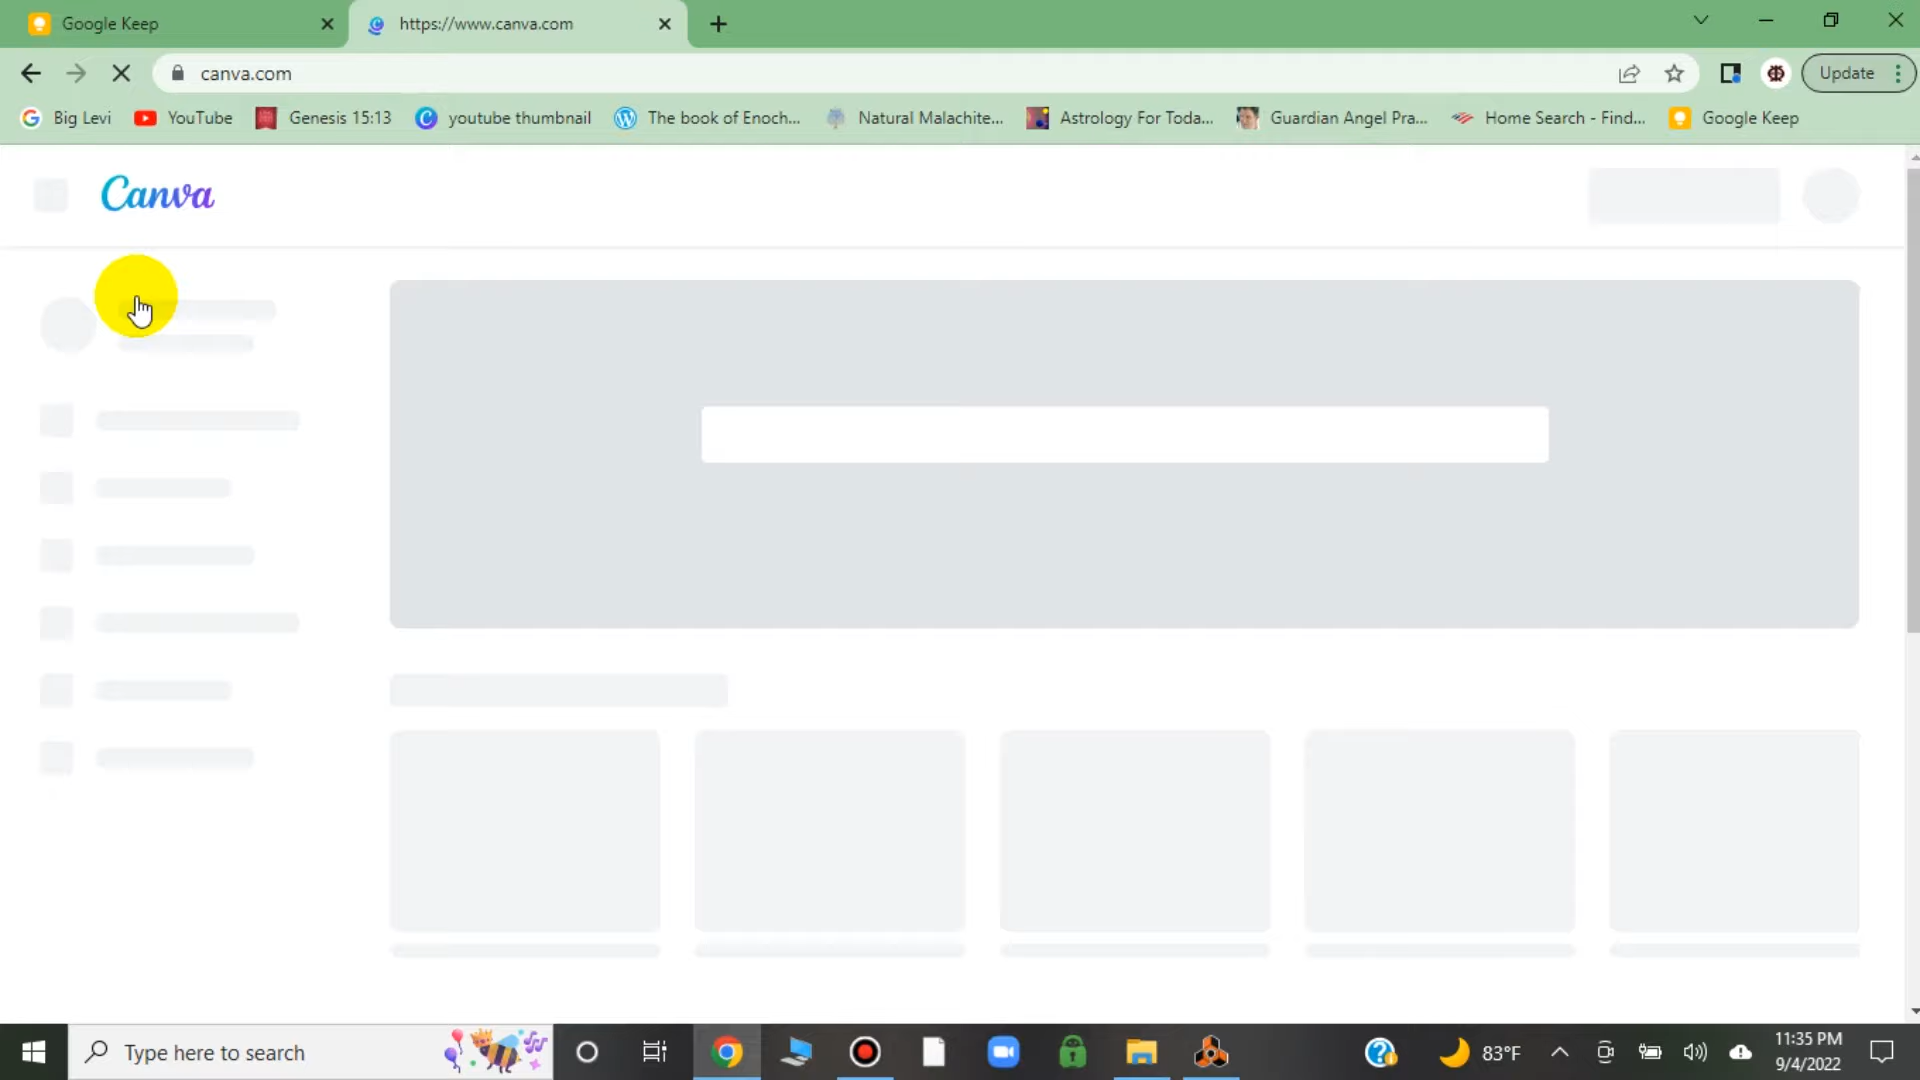 Google Keep
https://www.canva.com
canva.com
Update
Big Levi
YouTube
Genesis 15:13
youtube thumbnail
The book of Enoch...
Natural Malachite...
Astrology For Toda...
Guardian Angel Pra...
Home Search - Find...
Google Keep
Canva
Type here to search
83°F
11:35 PM
9/4/2022